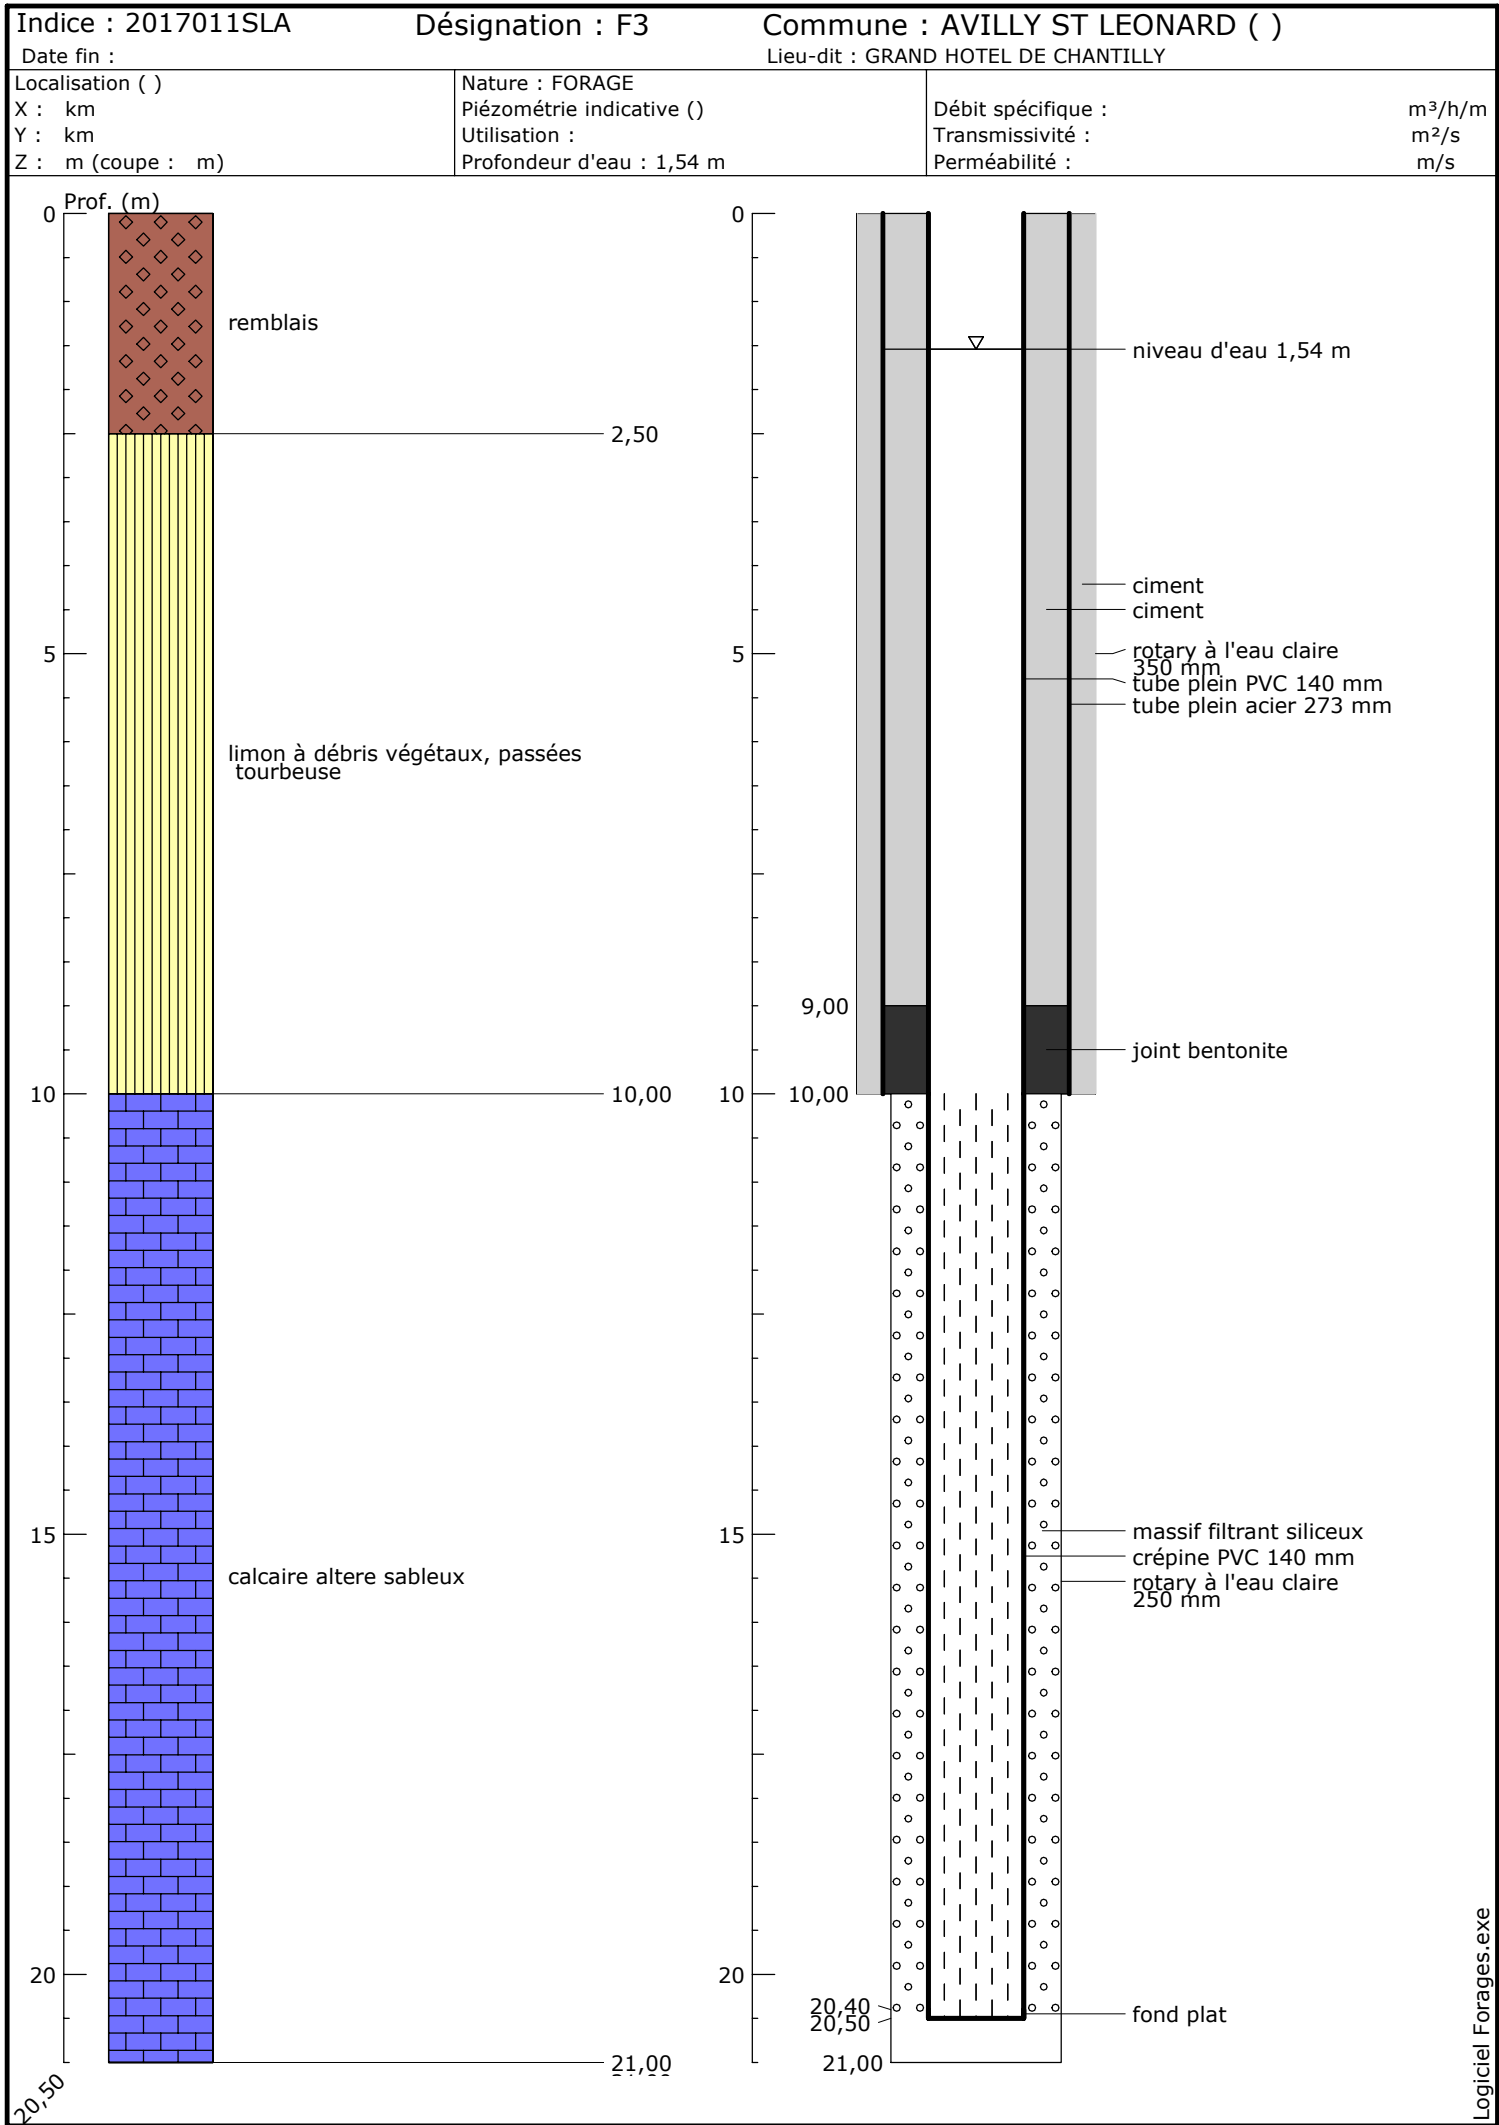 Indice : 2017011SLA Désignation : F3 Commune : AVILLY ST LEONARD ( )
Date fin : Lieu-dit : GRAND HOTEL DE CHANTILLY
Localisation ( ) Nature : FORAGE
X : km Piézométrie indicative () Débit spécifique : m³/h/m
Y : km Utilisation : Transmissivité : m²/s
Z : m (coupe : m) Profondeur d'eau : 1,54 m Perméabilité : m/s
Prof. (m)
0
remblais
2,50
5
limon à débris végétaux, passées
tourbeuse
10
10,00
15
calcaire altere sableux
20
21,00
20,50
0
niveau d'eau 1,54 m
ciment
ciment
5
rotary à l'eau claire
350 mm
tube plein PVC 140 mm
tube plein acier 273 mm
9,00
joint bentonite
10
10,00
15
massif filtrant siliceux
crépine PVC 140 mm
rotary à l'eau claire
250 mm
20
20,40
20,50
fond plat
21,00
Logiciel Forages.exe